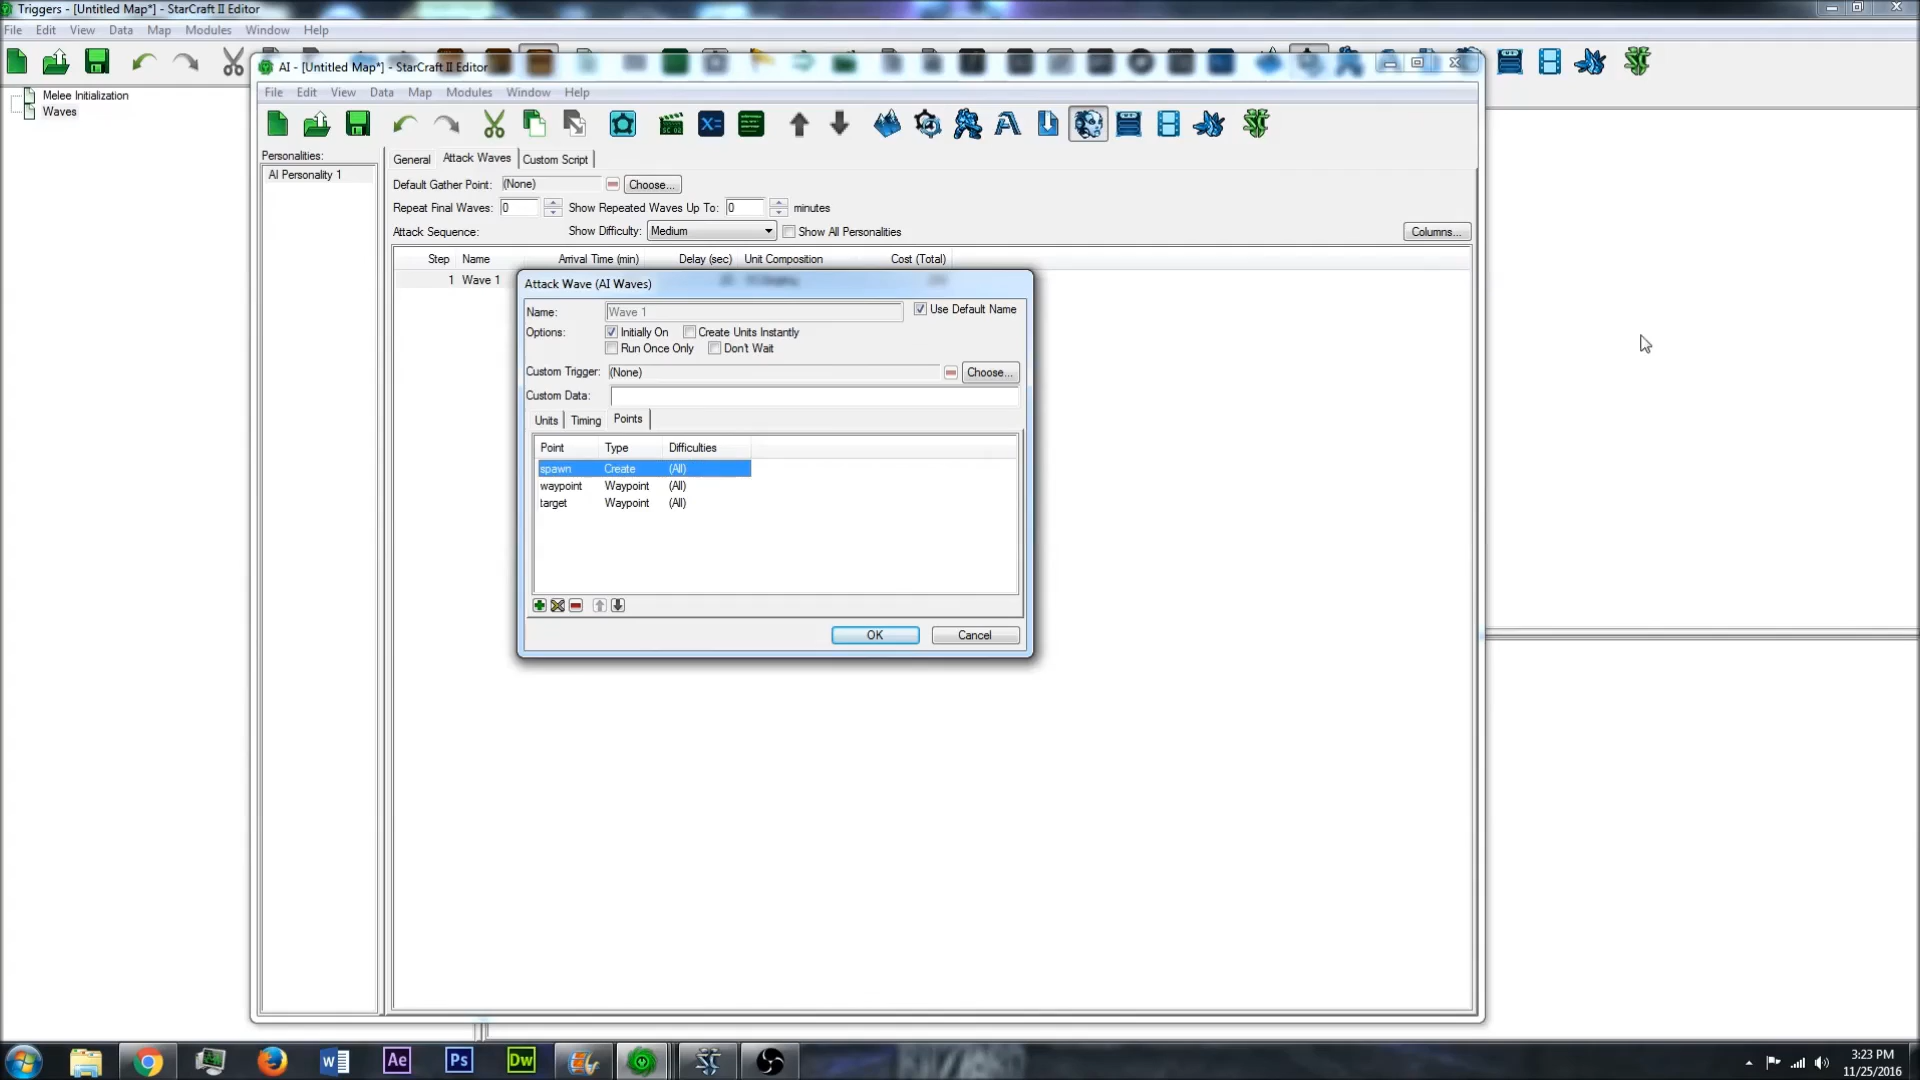 Triggers - [Untitled Map*] - StarCraft II Editor
File Edit View Data Map Modules Window Help
Melee Initialization
Waves
AI - [Untitled Map*] - StarCraft II Editor
File Edit View Data Map Modules Window Help
Personalities:
AI Personality 1
General Attack Waves Custom Script
Default Gather Point: (None) Choose...
Repeat Final Waves: 0 Show Repeated Waves Up To: 0 minutes
Attack Sequence: Show Difficulty: Medium Show All Personalities Columns...
Step Name Arrival Time (min) Delay (sec) Unit Composition Cost (Total)
1 Wave 1
Attack Wave (AI Waves)
Name: Wave 1 Use Default Name
Options: Initially On Create Units Instantly
Run Once Only Don't Wait
Custom Trigger: (None) Choose...
Custom Data:
Units Timing Points
Point Type Difficulties
spawn Create (All)
waypoint Waypoint (All)
target Waypoint (All)
OK Cancel
W Ae Ps Dw
3:23 PM
11/25/2016